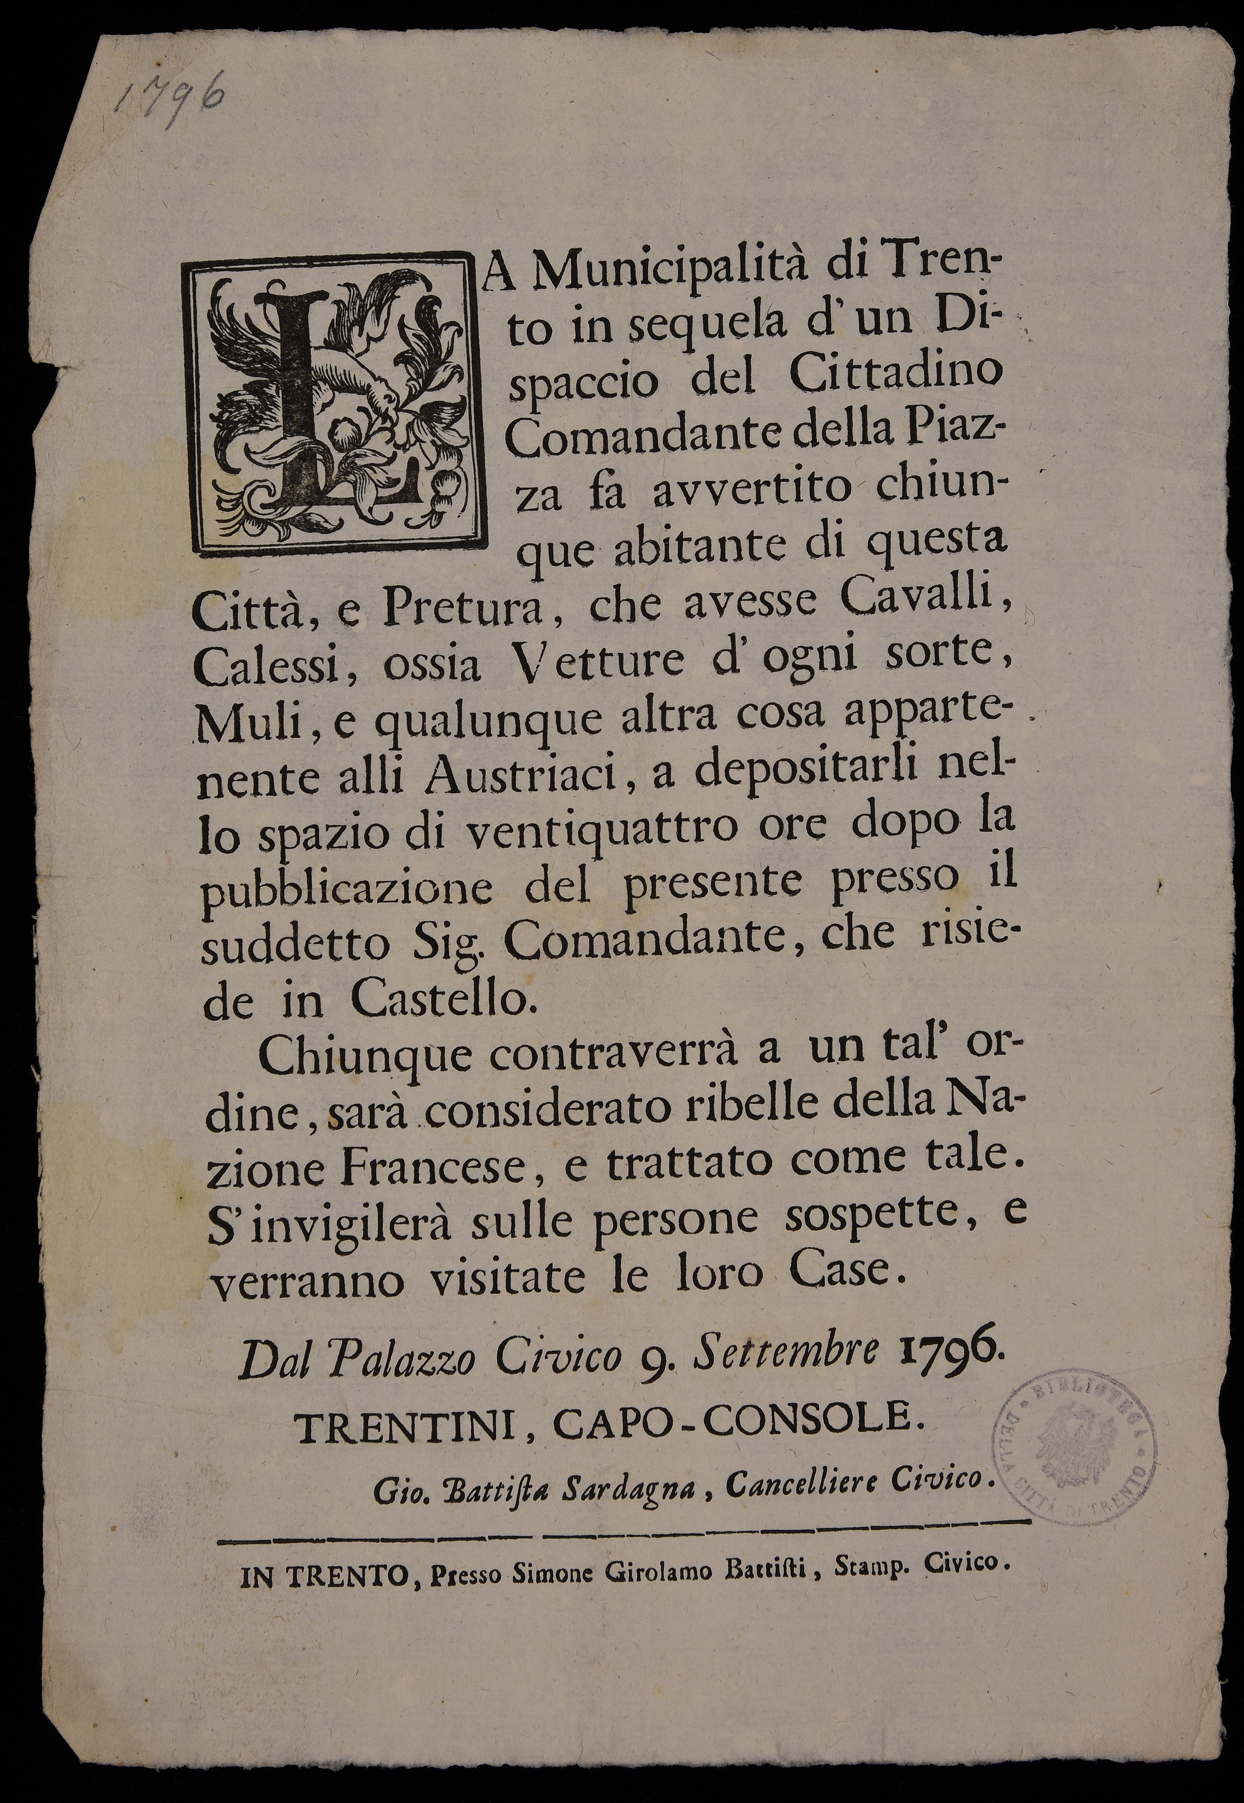 1796
LA Municipalità di Tren-
to in sequela d' un Di-
spaccio del Cittadino
Comandante della Piaz-
za fa avvertito chiun-
que abitante di questa
Città, e Pretura, che avesse Cavalli,
Calessi, ossia Vetture d' ogni sorte,
Muli, e qualunque altra cosa apparte-
nente alli Austriaci, a depositarli nel-
lo spazio di ventiquattro ore dopo la
pubblicazione del presente presso il
suddetto Sig. Comandante, che risie-
de in Castello.
Chiunque contraverrà a un tal' or-
dine, sarà considerato ribelle della Na-
zione Francese, e trattato come tale.
S' invigilerà sulle persone sospette, e
verranno visitate le loro Case.
Dal Palazzo Civico 9. Settembre 1796.
TRENTINI, CAPO-CONSOLE.
Gio. Battiſta Sardagna, Cancelliere Civico.
BIBLIOTECA DELLA CITTÀ DI TRENTO
IN TRENTO, Presso Simone Girolamo Battiſti, Stamp. Civico.